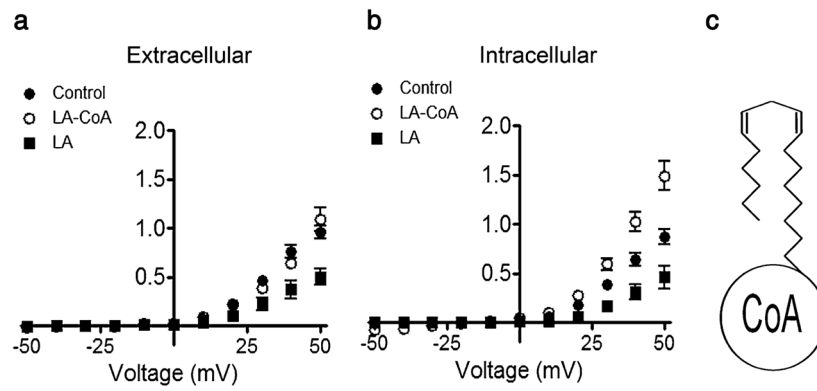 a
Extracellular
Control
LA-CoA
LA
2.0
1.5
1.0
0.5
-50 -25 25 50
Voltage (mV)
b
Intracellular
Control
LA-CoA
LA
2.0
1.5
1.0
0.5
-50 -25 25 50
Voltage (mV)
c
CoA